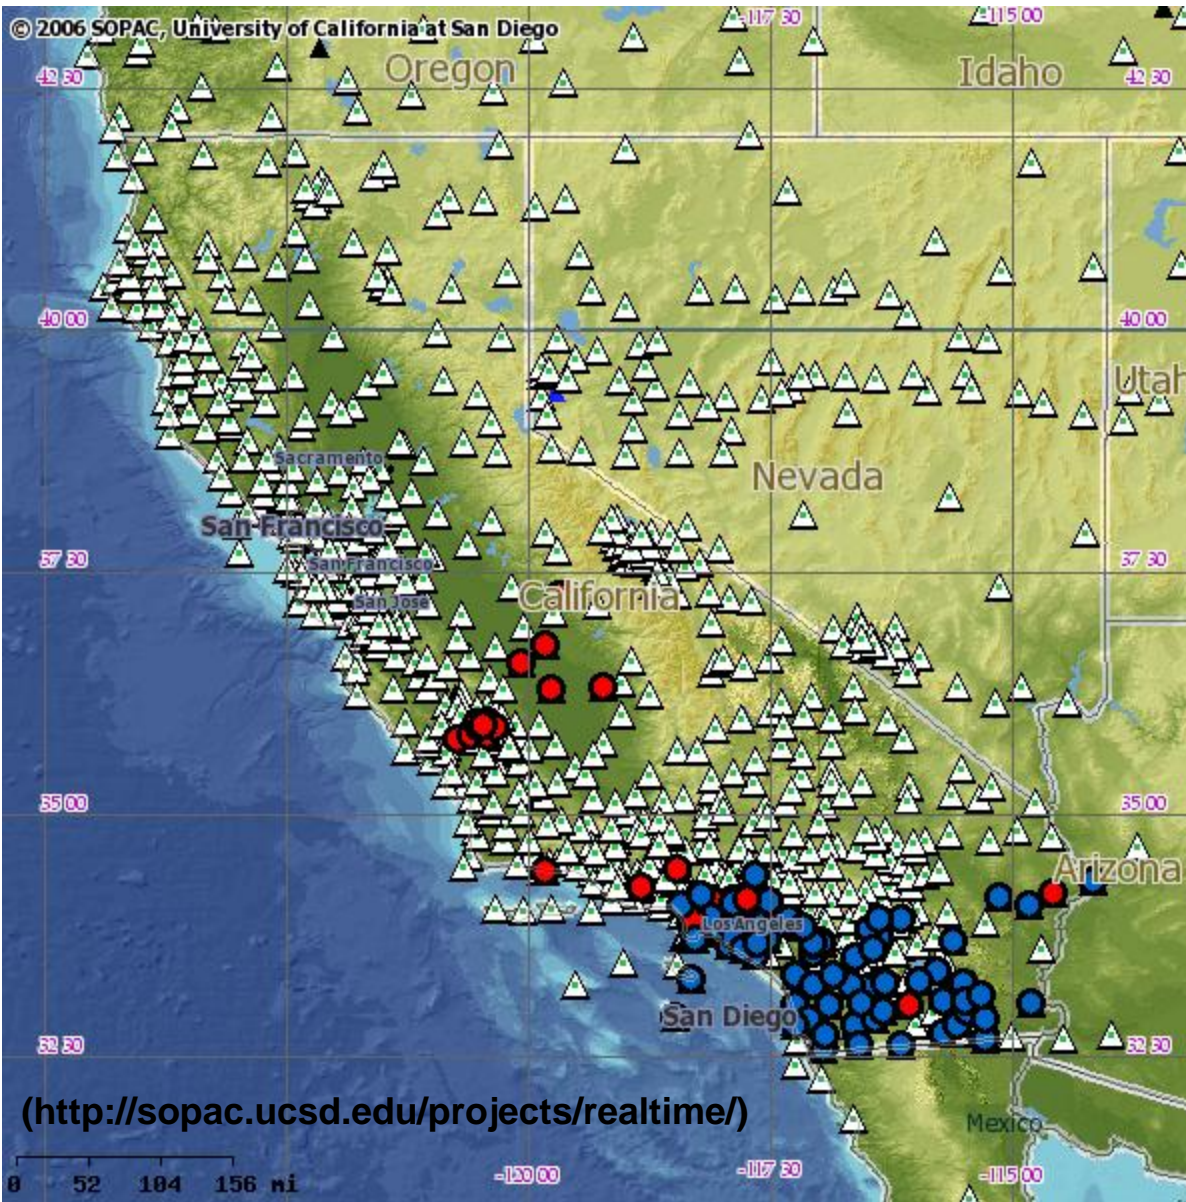 © 2006 SOPAC, University of California at San Diego
-117 30
-115 00
Oregon
Idaho
42 30
42 30
40 00
40 00
Utah
Sacramento
Nevada
San Francisco
37 30
San Francisco
37 30
San Jose
California
35 00
35 00
Arizona
Los Angeles
San Diego
32 30
32 30
(http://sopac.ucsd.edu/projects/realtime/)
Mexico
-120 00
-117 30
-115 00
0 52 104 156 mi